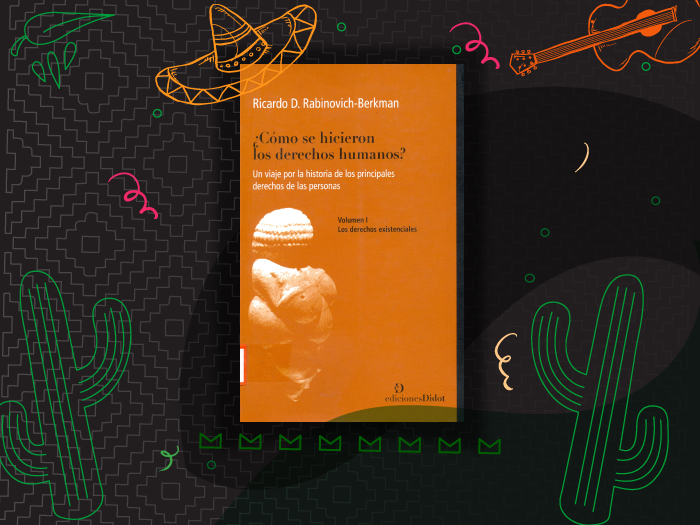 Ricardo D. Rabinovich-Berkman
¿Cómo se hicieron
los derechos humanos?
Un viaje por la historia de los principales
derechos de las personas
Volumen I
Los derechos existenciales
edicionesDidot